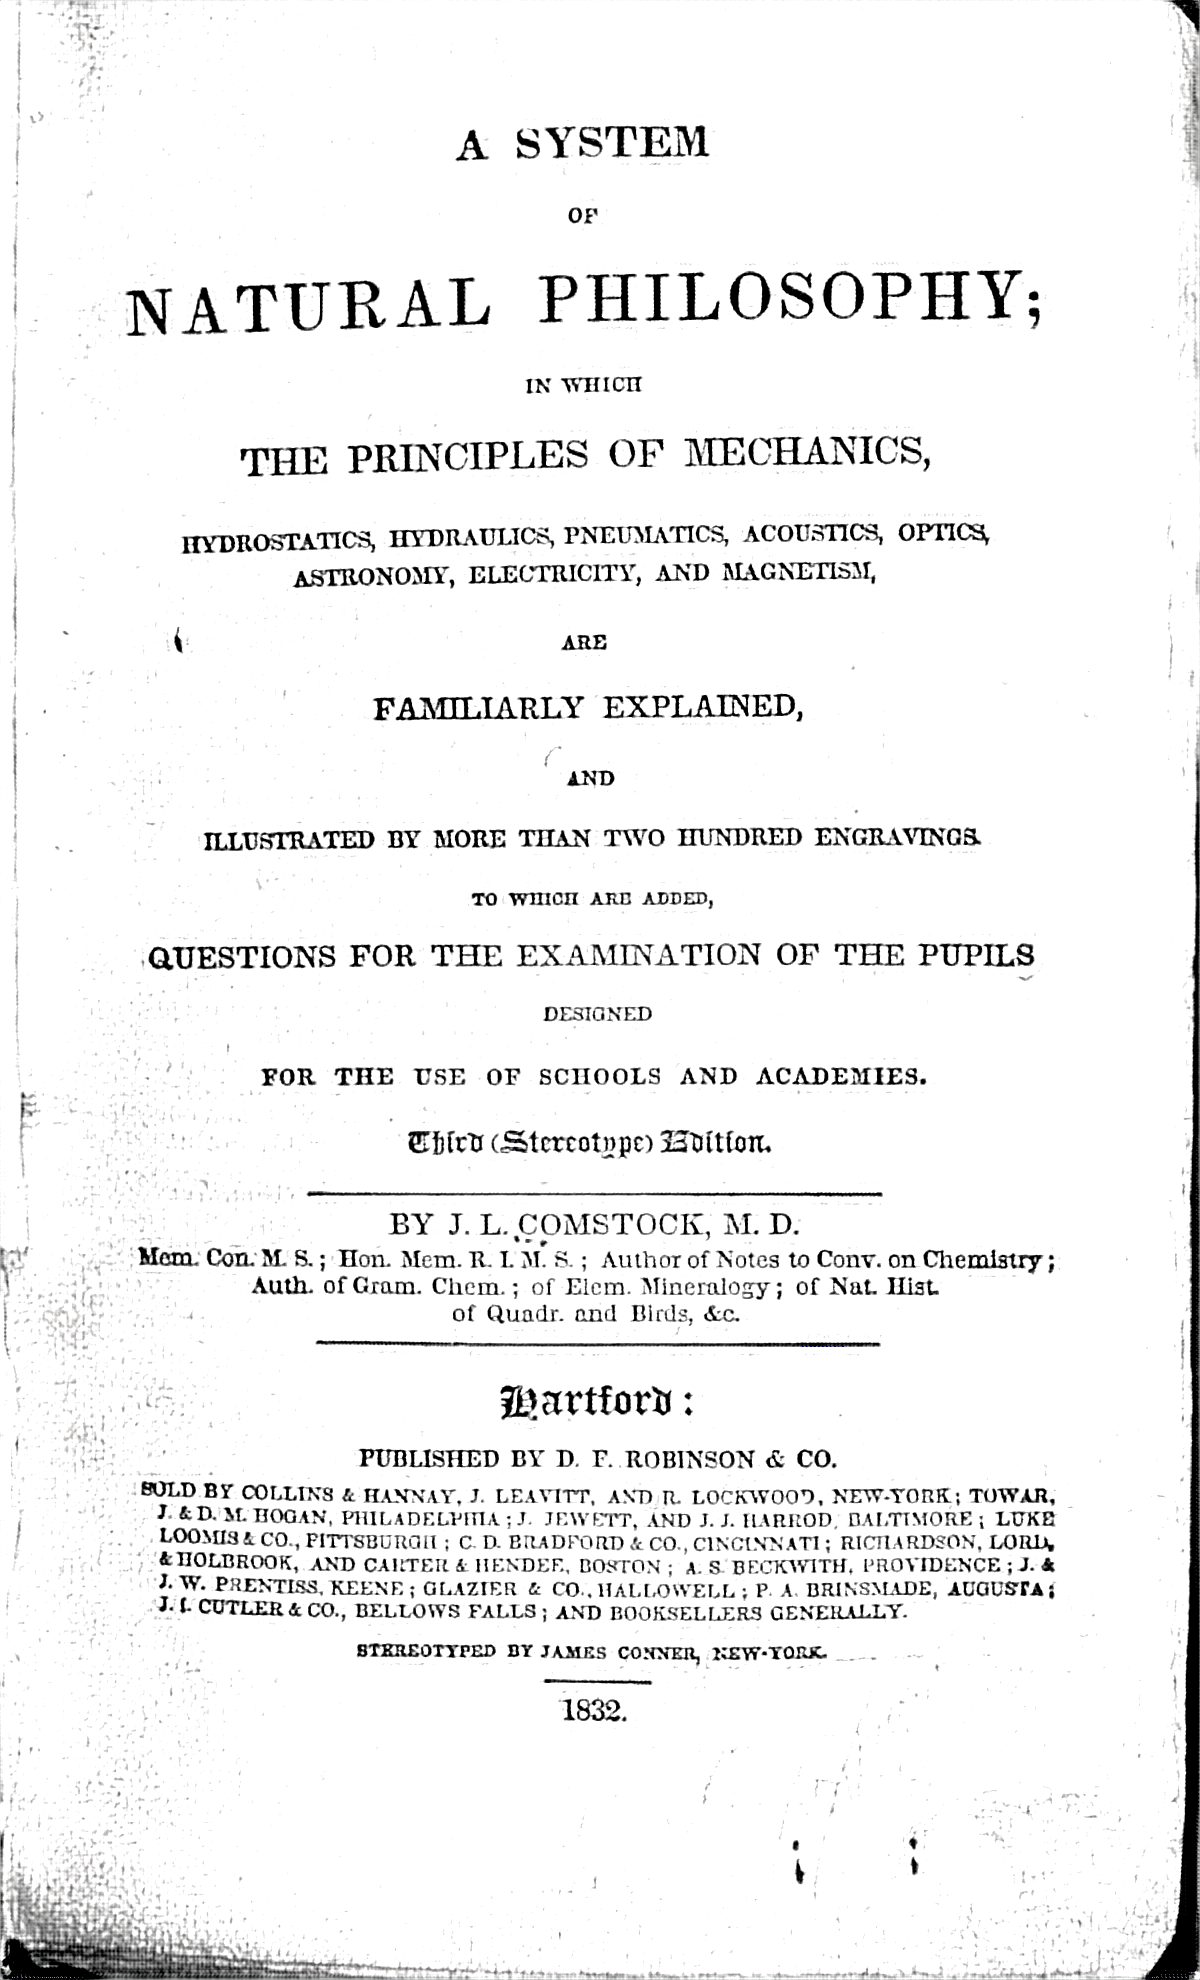 A SYSTEM
OF
NATURAL PHILOSOPHY;
IN WHICH
THE PRINCIPLES OF MECHANICS,
HYDROSTATICS, HYDRAULICS, PNEUMATICS, ACOUSTICS, OPTICS,
ASTRONOMY, ELECTRICITY, AND MAGNETISM,
ARE
FAMILIARLY EXPLAINED,
AND
ILLUSTRATED BY MORE THAN TWO HUNDRED ENGRAVINGS.
TO WHICH ARE ADDED,
QUESTIONS FOR THE EXAMINATION OF THE PUPILS
DESIGNED
FOR THE USE OF SCHOOLS AND ACADEMIES.
Third (Stereotype) Edition.
BY J. L. COMSTOCK, M. D.
Mem. Con. M. S.; Hon. Mem. R. I. M. S.; Author of Notes to Conv. on Chemistry;
Auth. of Gram. Chem.; of Elem. Mineralogy; of Nat. Hist.
of Quadr. and Birds, &c.
Hartford:
PUBLISHED BY D. F. ROBINSON & CO.
SOLD BY COLLINS & HANNAY, J. LEAVITT, AND R. LOCKWOOD, NEW-YORK; TOWAR,
J. & D. M. HOGAN, PHILADELPHIA; J. JEWETT, AND J. J. HARROD, BALTIMORE; LUKE
LOOMIS & CO., PITTSBURGH; C. D. BRADFORD & CO., CINCINNATI; RICHARDSON, LORD,
& HOLBROOK, AND CARTER & HENDEE, BOSTON; A. S. BECKWITH, PROVIDENCE; J. &
J. W. PRENTISS, KEENE; GLAZIER & CO., HALLOWELL; P. A. BRINSMADE, AUGUSTA;
J. I. CUTLER & CO., BELLOWS FALLS; AND BOOKSELLERS GENERALLY.
STEREOTYPED BY JAMES CONNER, NEW-YORK.
1832.